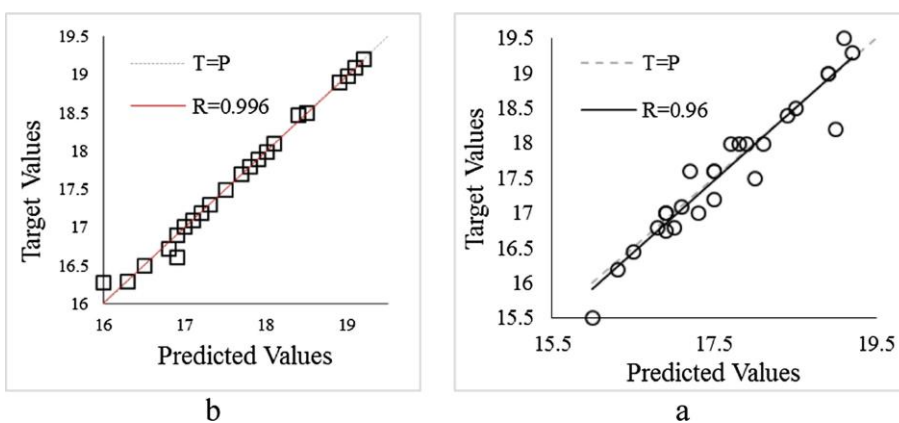 19.5
19
18.5
18
17.5
17
16.5
16
Target Values
T=P
R=0.996
16 17 18 19
Predicted Values
b
19.5
19
18.5
18
17.5
17
16.5
16
15.5
Target Values
T=P
R=0.96
15.5 17.5 19.5
Predicted Values
a